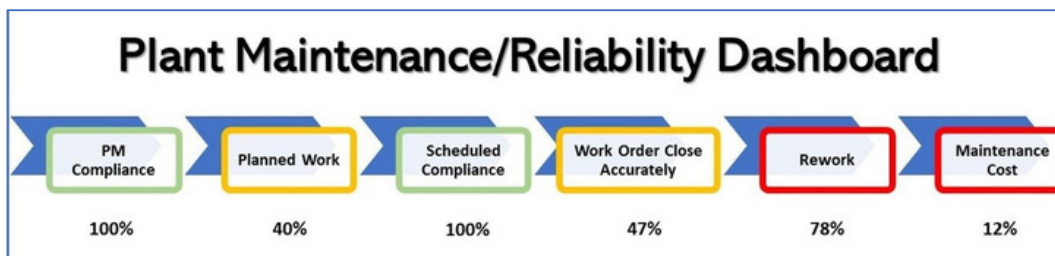 Plant Maintenance/Reliability Dashboard
PM
Compliance
Planned Work
Scheduled
Compliance
Work Order Close
Accurately
Rework
Maintenance
Cost
100%
40%
100%
47%
78%
12%